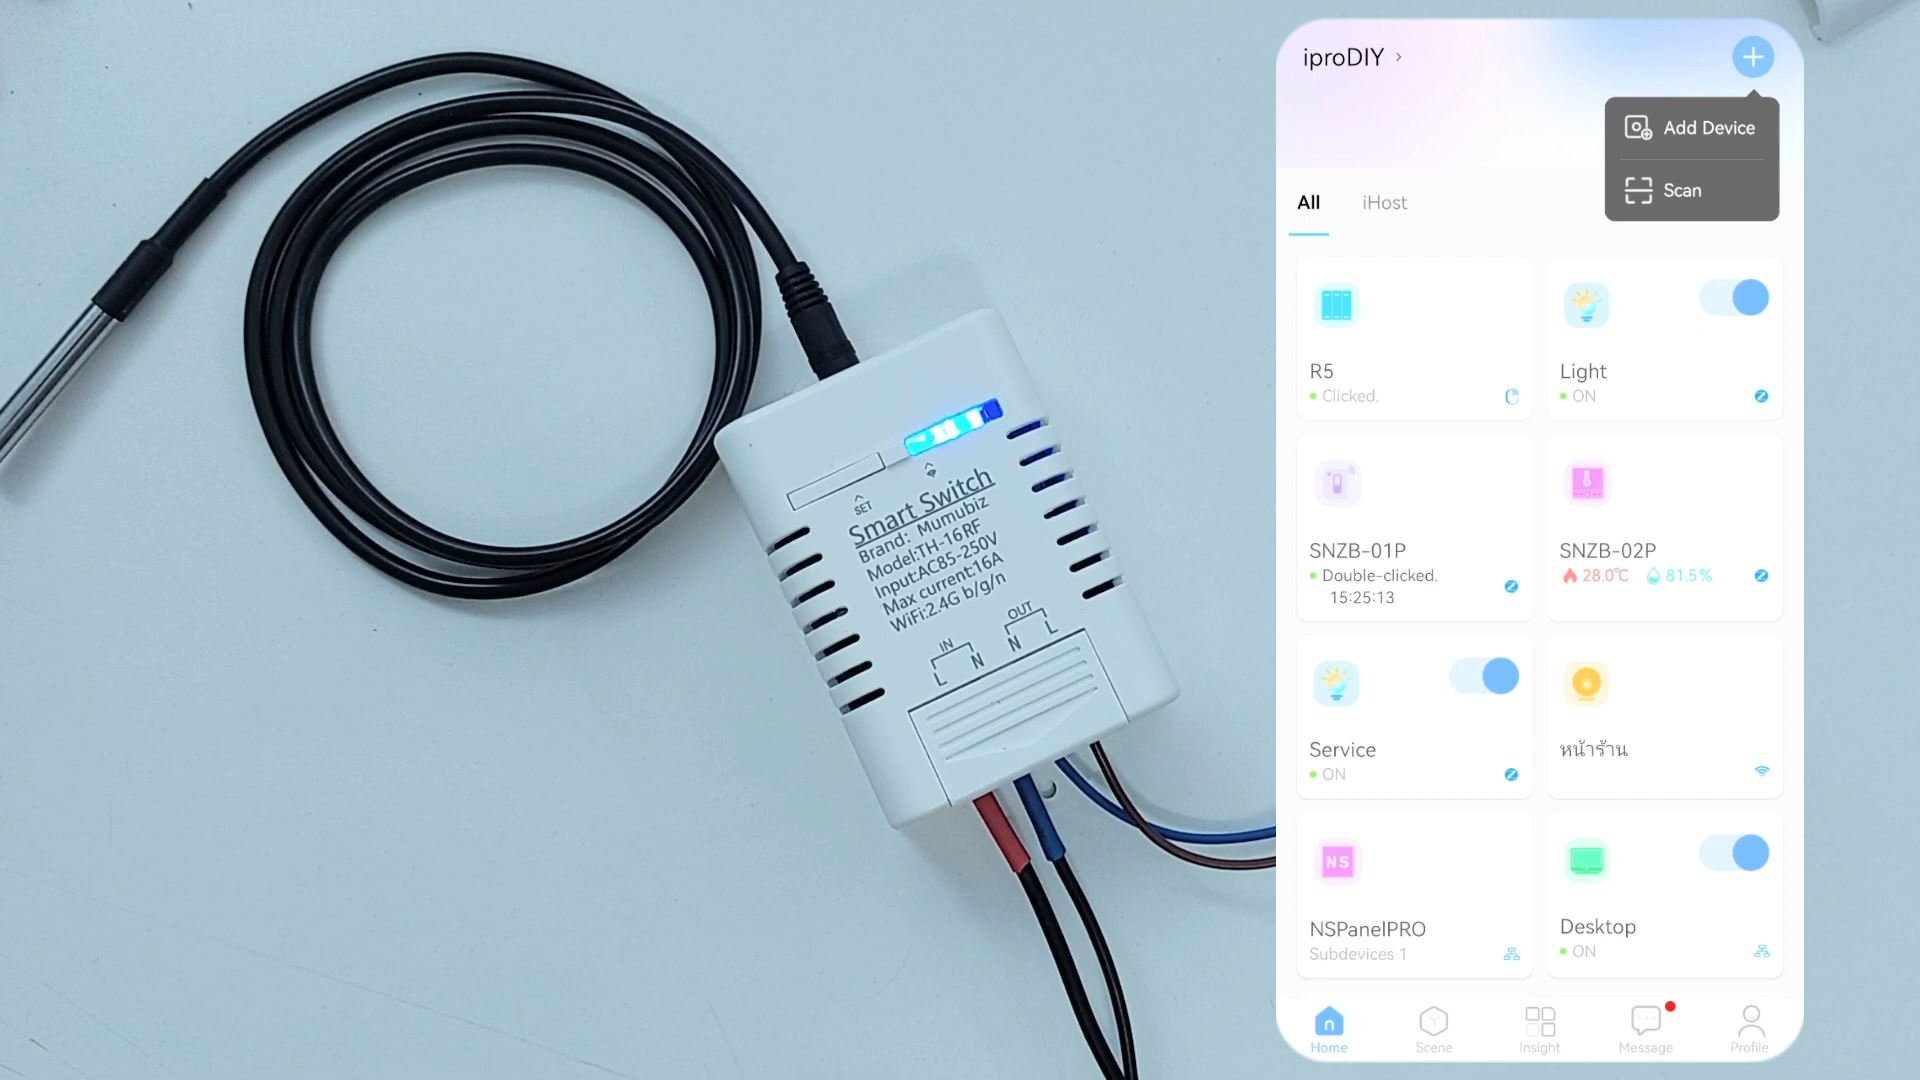 SET
Smart Switch
Brand: Mumubiz
Model:TH-16RF
Input:AC85-250V
Max current:16A
WiFi:2.4G b/g/n
IN
OUT
L
N
N
L
iproDIY
Add Device
Scan
All
iHost
R5
Clicked.
Light
ON
SNZB-01P
Double-clicked.
15:25:13
SNZB-02P
28.0℃
81.5%
Service
ON
หน้าร้าน
NS
NSPanelPRO
Subdevices 1
Desktop
ON
Home
Scene
Insight
Message
Profile